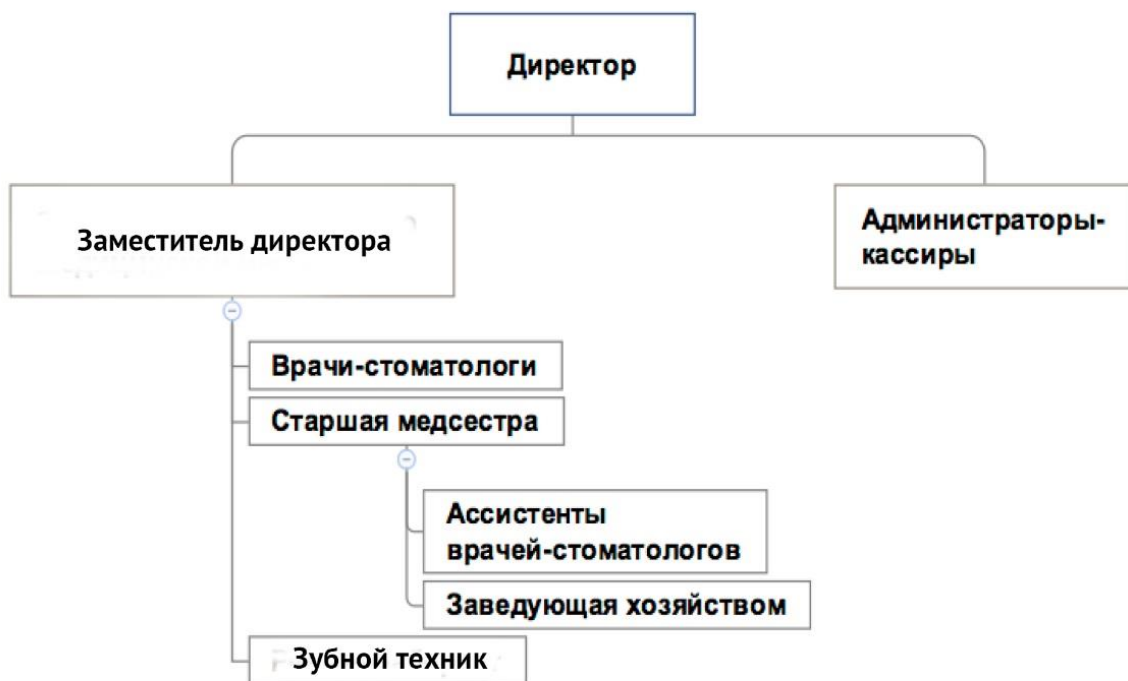 Директор
Заместитель директора
Администраторы-
кассиры
Врачи-стоматологи
Старшая медсестра
Ассистенты
врачей-стоматологов
Заведующая хозяйством
Зубной техник